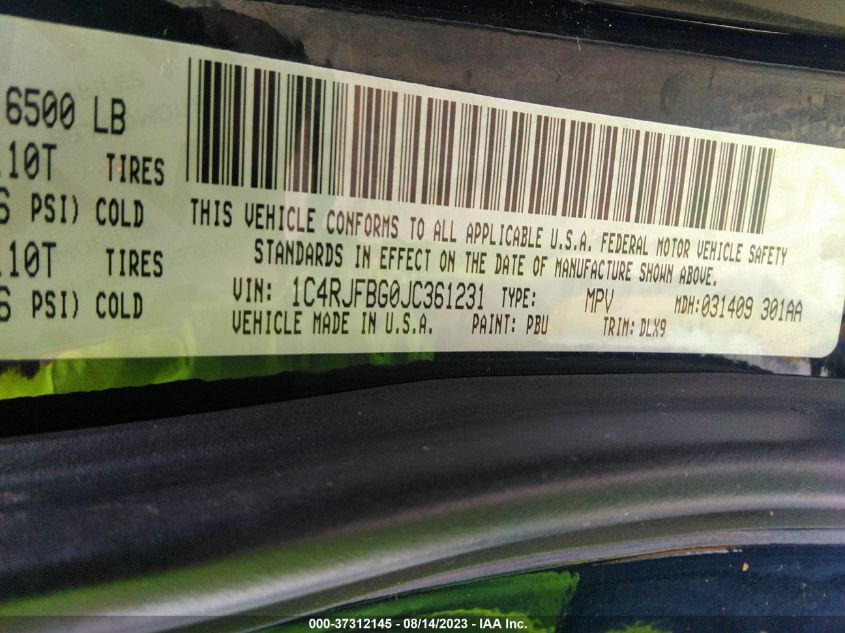 6500 LB
10T TIRES
PSI) COLD
10T TIRES
PSI) COLD
THIS VEHICLE CONFORMS TO ALL APPLICABLE U.S.A. FEDERAL MOTOR VEHICLE SAFETY
STANDARDS IN EFFECT ON THE DATE OF MANUFACTURE SHOWN ABOVE.
VIN: 1C4RJFBG0JC361231 TYPE: MPV MDH:031409 301AA
VEHICLE MADE IN U.S.A. PAINT: PBU TRIM: DLX9
000-37312145 - 08/14/2023 - IAA Inc.